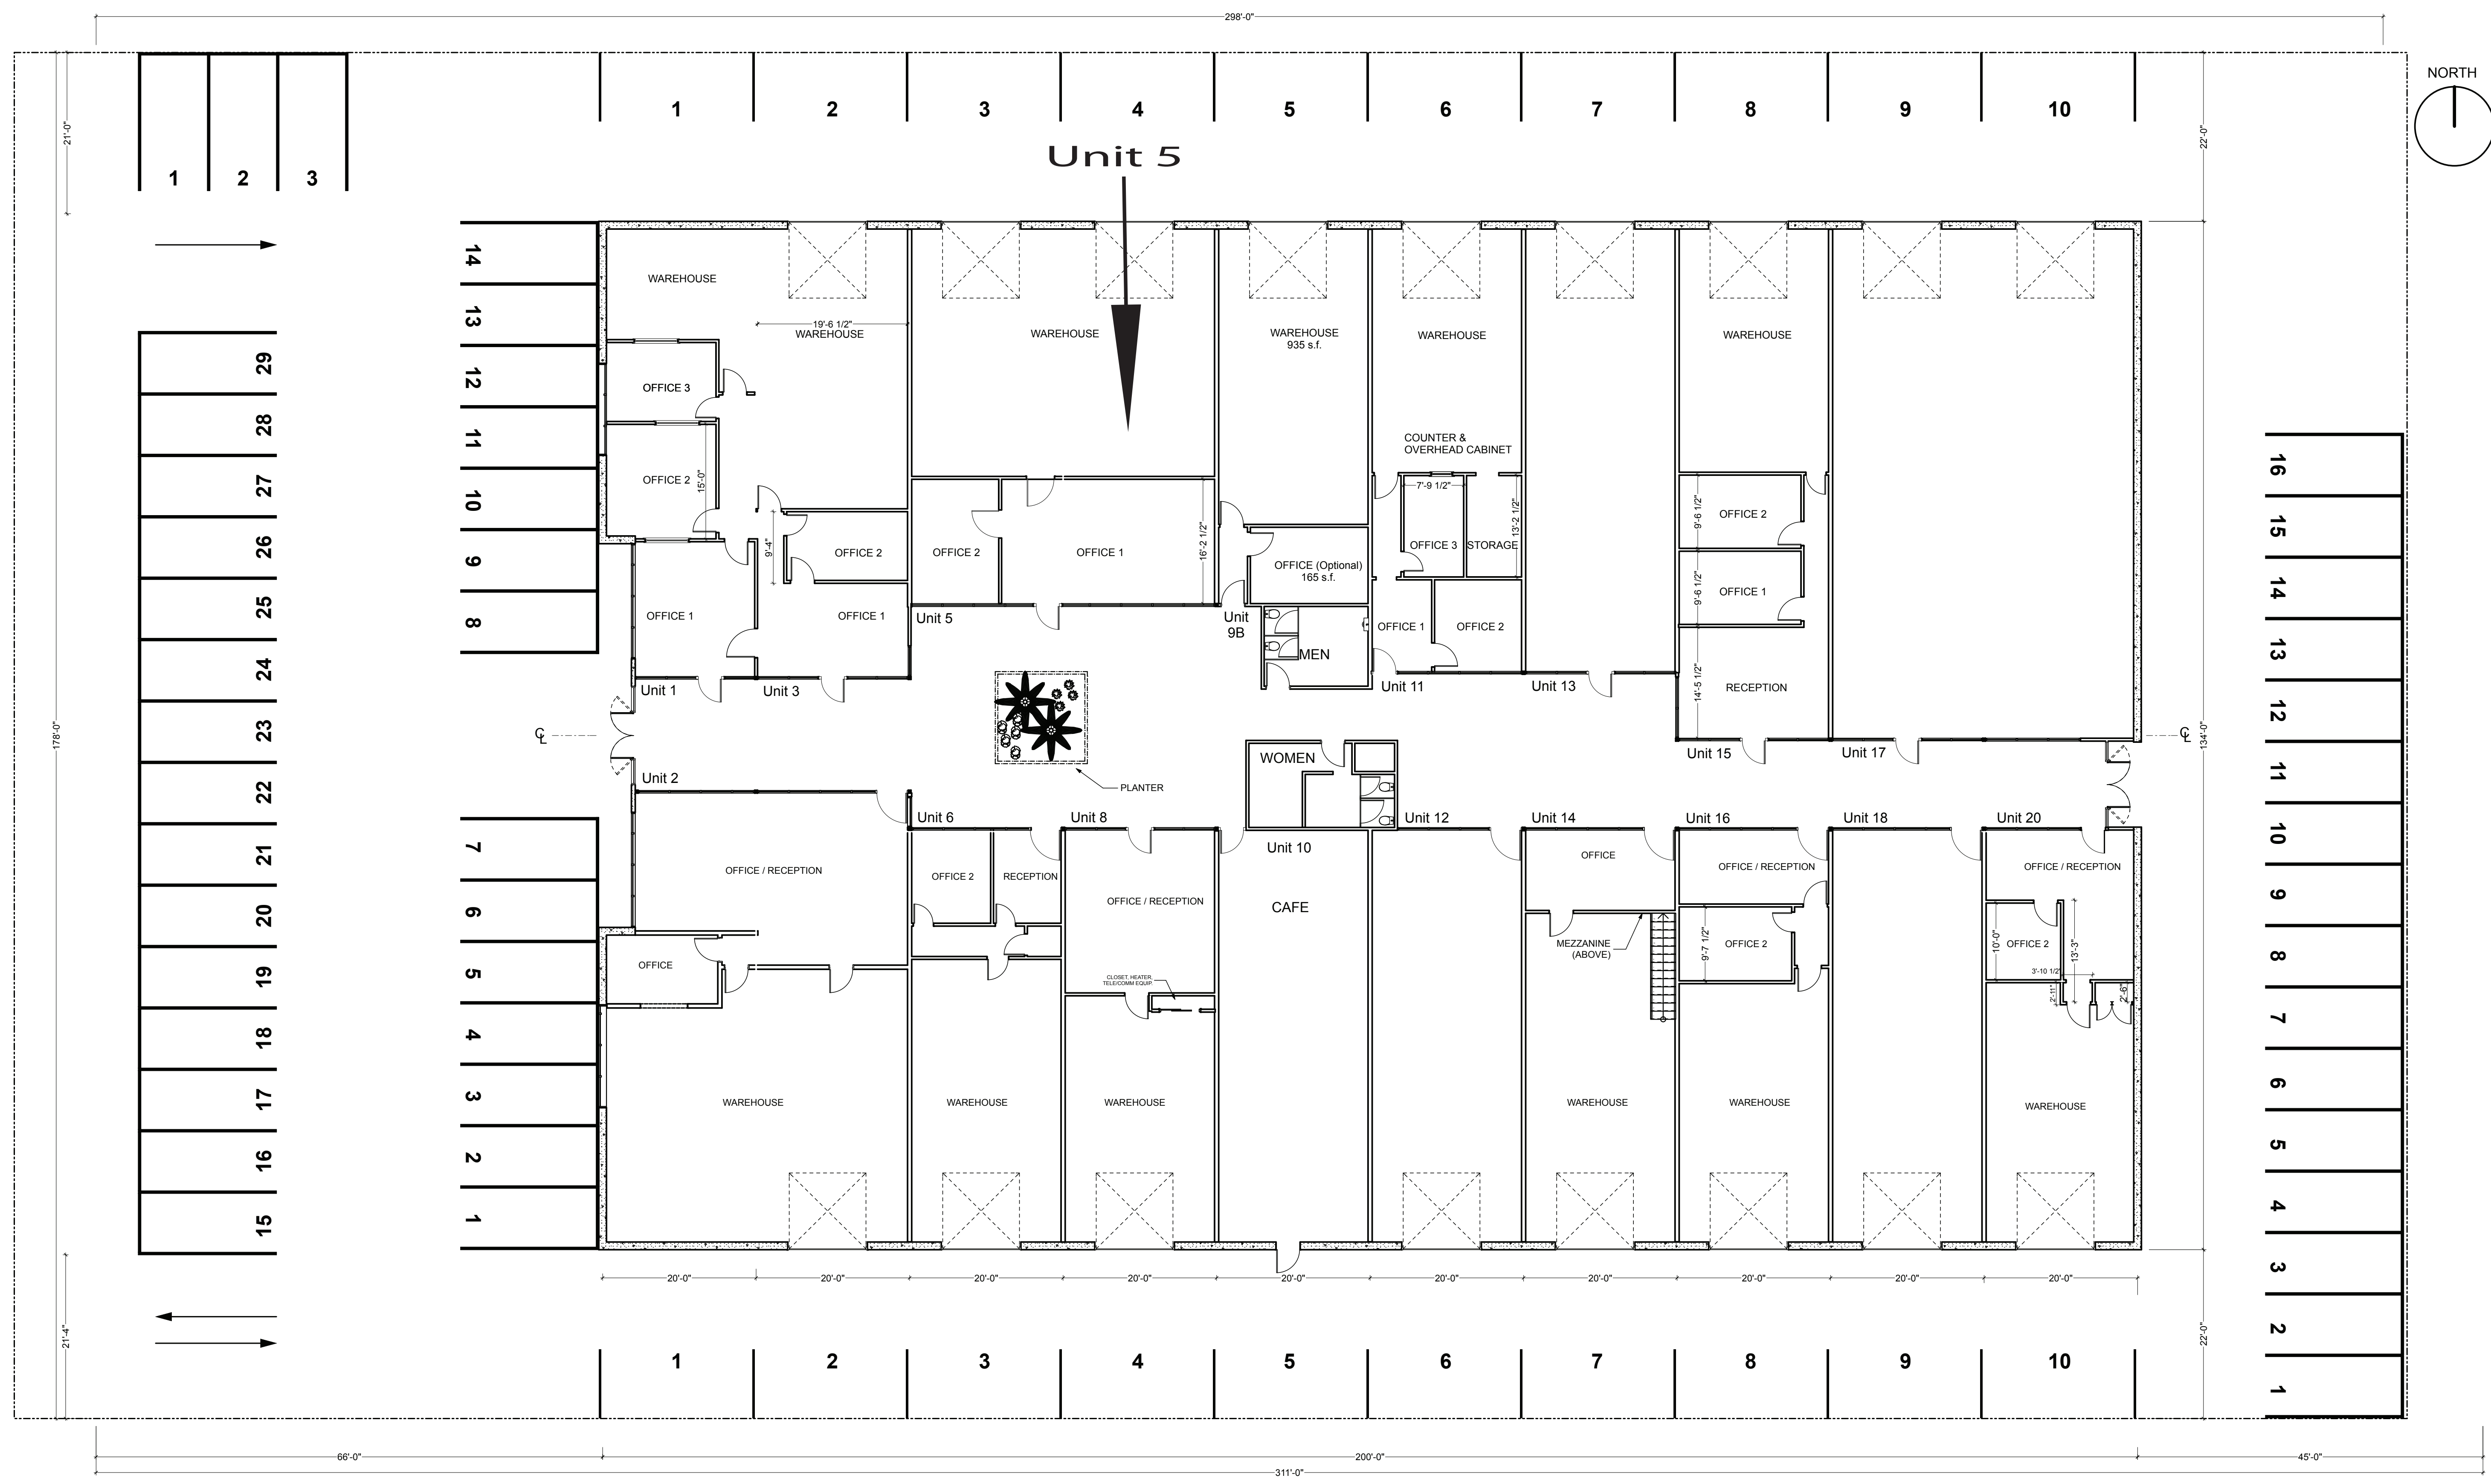 298'-0"
NORTH
21'-0"
1 2 3
1 2 3 4 5 6 7 8 9 10
22'-0"
Unit 5
14
13
12
11
10
9
8
29
28
27
26
25
24
23
22
21
20
19
18
17
16
15
7
6
5
4
3
2
1
16
15
14
13
12
11
10
9
8
7
6
5
4
3
2
1
178'-0"
134'-0"
WAREHOUSE
19'-6 1/2"
WAREHOUSE
OFFICE 3
OFFICE 2
15'-0"
OFFICE 1
9'-4"
OFFICE 2
OFFICE 1
Unit 1
Unit 3
WAREHOUSE
OFFICE 2
OFFICE 1
16'-2 1/2"
Unit 5
WAREHOUSE
935 s.f.
OFFICE (Optional)
165 s.f.
Unit
9B
MEN
WAREHOUSE
COUNTER &
OVERHEAD CABINET
7'-9 1/2"
13'-2 1/2"
OFFICE 3
STORAGE
OFFICE 1
OFFICE 2
Unit 11
Unit 13
WAREHOUSE
9'-6 1/2"
OFFICE 2
9'-6 1/2"
OFFICE 1
14'-5 1/2"
RECEPTION
Unit 15
Unit 17
CL
CL
PLANTER
WOMEN
Unit 2
OFFICE / RECEPTION
OFFICE
WAREHOUSE
Unit 6
OFFICE 2
RECEPTION
WAREHOUSE
Unit 8
OFFICE / RECEPTION
CLOSET, HEATER,
TELE/COMM EQUIP.
WAREHOUSE
Unit 10
CAFE
Unit 12
Unit 14
OFFICE
MEZZANINE
(ABOVE)
WAREHOUSE
Unit 16
OFFICE / RECEPTION
9'-7 1/2"
OFFICE 2
WAREHOUSE
Unit 18
Unit 20
OFFICE / RECEPTION
10'-0"
OFFICE 2
13'-3"
3'-10 1/2"
2'-11"
2'-6"
WAREHOUSE
20'-0" 20'-0" 20'-0" 20'-0" 20'-0" 20'-0" 20'-0" 20'-0" 20'-0" 20'-0"
21'-4"
22'-0"
1 2 3 4 5 6 7 8 9 10
66'-0" 200'-0" 45'-0"
311'-0"